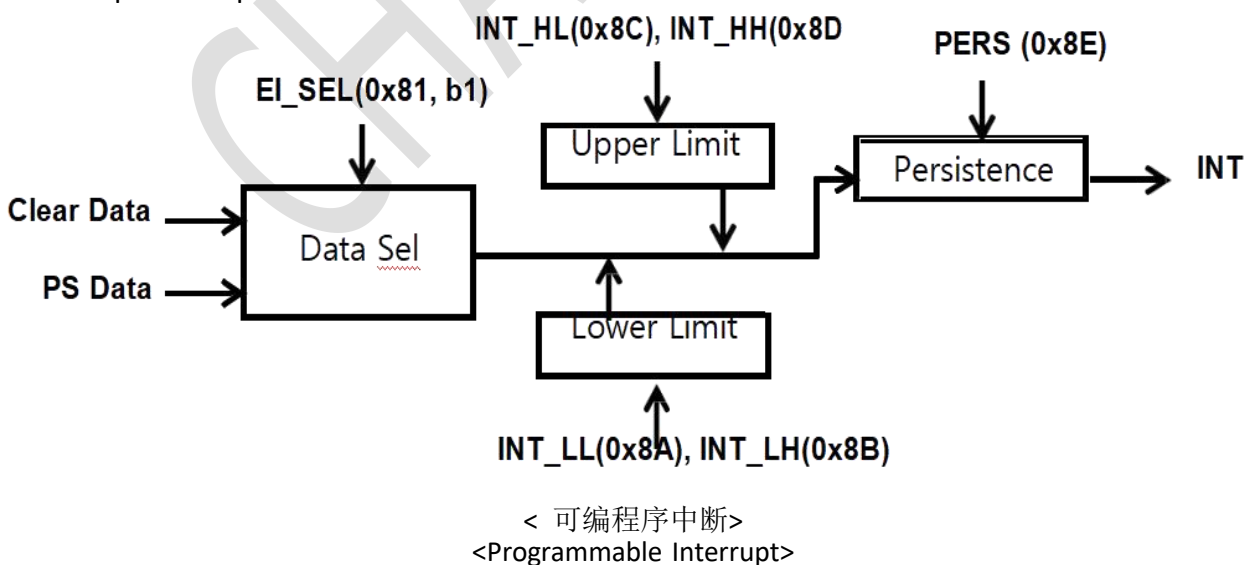 INT_HL(0x8C), INT_HH(0x8D
PERS (0x8E)
EI_SEL(0x81, b1)
Upper Limit
Persistence
INT
Clear Data
Data Sel
PS Data
Lower Limit
INT_LL(0x8A), INT_LH(0x8B)
< 可编程序中断>
<Programmable Interrupt>